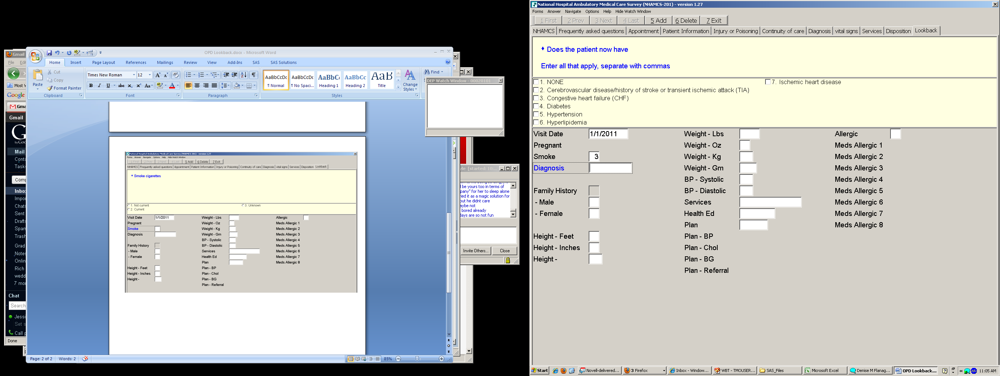 Gmail
File
Most
Google
Gma
Gmail
by Goo
Mail
Conta
Task
Comp
Inbo
Impor
Chats
Sent
Drafts
Spam
Trash
Grad
Notes
Onlin
Rich
wedd
7 mor
Chat
Search
Jessi
Set s
Call p
Done
OPD Lookback.docx - Microsoft Word
Home Insert Page Layout References Mailings Review View Add-Ins SAS SAS Solutions
Paste
Cut
Copy
Format Painter
Clipboard
Times New Roman 12
B I U abc x₂ x² Aa
Font
Paragraph
AaBbCcDc AaBbCcDc AaBbC AaBbCc AaB
¶ Normal ¶ No Spaci... Heading 1 Heading 2 Title
Change
Styles
Styles
Find
National Hospital Ambulatory Medical Care Survey (NHAMCS-201) - version 1.27
Forms Answer Navigate Options Help Hide Watch Window
1 First 2 Prev 3 Next 4 Last 5 Add 6 Delete 7 Exit
NHAMCS Frequently asked questions Appointment Patient Information Injury or Poisoning Continuity of care Diagnosis vital signs Services Disposition Lookback
♦ Smoke cigarettes
1. Not current 3. Unknown
2. Current
Visit Date 1/1/2011 Weight - Lbs Allergic
Pregnant Weight - Oz Meds Allergic 1
Smoke Weight - Kg Meds Allergic 2
Diagnosis Weight - Gm Meds Allergic 3
BP - Systolic Meds Allergic 4
Family History BP - Diastolic Meds Allergic 5
- Male Services Meds Allergic 6
- Female Health Ed Meds Allergic 7
Plan Meds Allergic 8
Height - Feet Plan - BP
Height - Inches Plan - Chol
Height - Plan - BG
Plan - Referral
Page: 2 of 2 Words: 2 85%
DEP Watch Window - 00020101
yle [started: 10:...
l be yours too in terms of
pany" for her to sleep alone
ried it as a magic solution for
out he didnt care
aybe not
bored already
days are so not fun
Invite Others... Close
National Hospital Ambulatory Medical Care Survey (NHAMCS-201) - version 1.27
Forms Answer Navigate Options Help Hide Watch Window
1 First 2 Prev 3 Next 4 Last 5 Add 6 Delete 7 Exit
NHAMCS Frequently asked questions Appointment Patient Information Injury or Poisoning Continuity of care Diagnosis vital signs Services Disposition Lookback
♦ Does the patient now have
Enter all that apply, separate with commas
1. NONE 7. Ischemic heart disease
2. Cerebrovascular disease/history of stroke or transient ischemic attack (TIA)
3. Congestive heart failure (CHF)
4. Diabetes
5. Hypertension
6. Hyperlipidemia
Visit Date 1/1/2011 Weight - Lbs Allergic
Pregnant Weight - Oz Meds Allergic 1
Smoke 3 Weight - Kg Meds Allergic 2
Diagnosis Weight - Gm Meds Allergic 3
BP - Systolic Meds Allergic 4
Family History BP - Diastolic Meds Allergic 5
- Male Services Meds Allergic 6
- Female Health Ed Meds Allergic 7
Plan Meds Allergic 8
Height - Feet Plan - BP
Height - Inches Plan - Chol
Height - Plan - BG
Plan - Referral
Start Novell-delivered... 3 Firefox Inbox - Window... WBT - TMOUSER... SAS_Files Microsoft Excel Denise M Flanag... OPD Lookback.... 11:05 AM